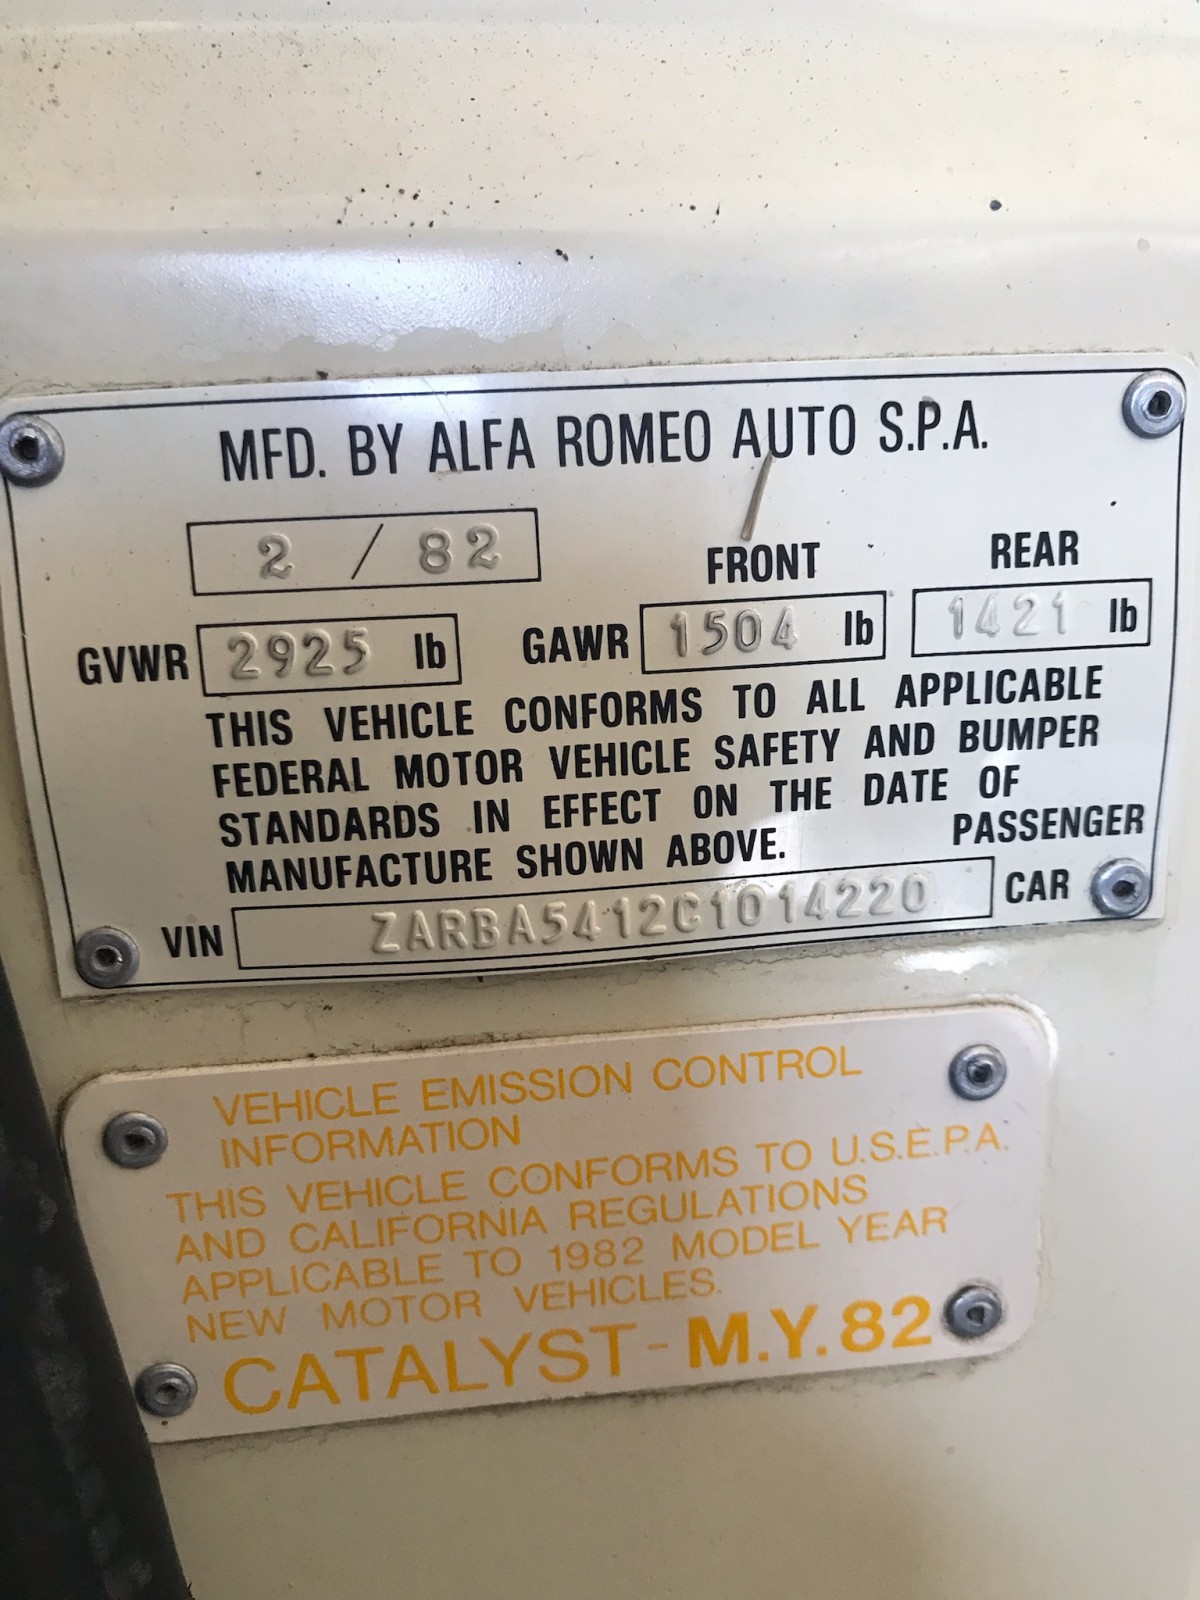 MFD. BY ALFA ROMEO AUTO S.P.A.
2 / 82
FRONT REAR
GVWR 2925 lb GAWR 1504 lb 1421 lb
THIS VEHICLE CONFORMS TO ALL APPLICABLE
FEDERAL MOTOR VEHICLE SAFETY AND BUMPER
STANDARDS IN EFFECT ON THE DATE OF
MANUFACTURE SHOWN ABOVE. PASSENGER
VIN ZARBA5412C1014220 CAR
VEHICLE EMISSION CONTROL
INFORMATION
THIS VEHICLE CONFORMS TO U.S.E.P.A.
AND CALIFORNIA REGULATIONS
APPLICABLE TO 1982 MODEL YEAR
NEW MOTOR VEHICLES.
CATALYST - M.Y. 82